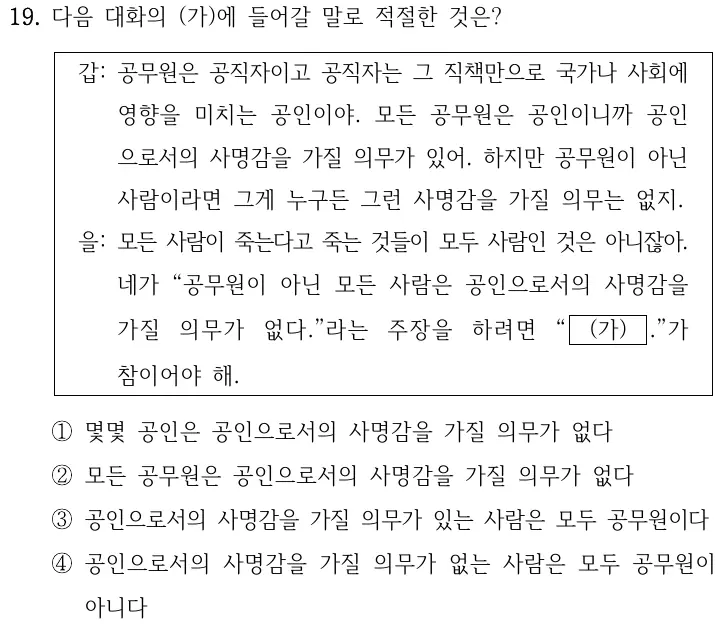 19. 다음 대화의 (가)에 들어갈 말로 적절한 것은?
갑: 공무원은 공직자이고 공직자는 그 직책만으로 국가나 사회에
영향을 미치는 공인이야. 모든 공무원은 공인이니까 공인
으로서의 사명감을 가질 의무가 있어. 하지만 공무원이 아닌
사람이라면 그게 누구든 그런 사명감을 가질 의무는 없지.
을: 모든 사람이 죽는다고 죽는 것들이 모두 사람인 것은 아니잖아.
네가 “공무원이 아닌 모든 사람은 공인으로서의 사명감을
가질 의무가 없다.”라는 주장을 하려면 “ (가) .”가
참이어야 해.
① 몇몇 공인은 공인으로서의 사명감을 가질 의무가 없다
② 모든 공무원은 공인으로서의 사명감을 가질 의무가 없다
③ 공인으로서의 사명감을 가질 의무가 있는 사람은 모두 공무원이다
④ 공인으로서의 사명감을 가질 의무가 없는 사람은 모두 공무원이
아니다